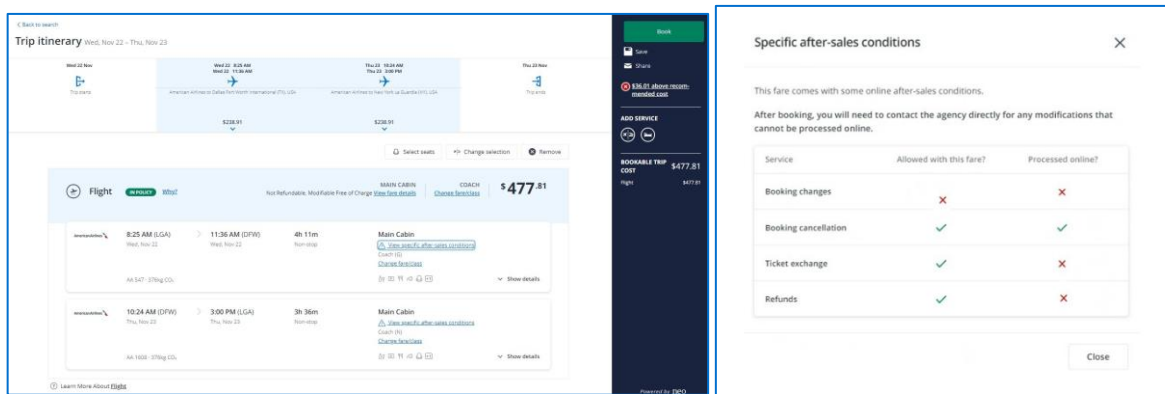 < Back to search
Trip itinerary Wed, Nov 22 – Thu, Nov 23
Wed 22 Nov
Trip starts
Wed 22 8:25 AM
Wed 22 11:36 AM
American Airlines to Dallas Fort Worth International (TX), USA
$238.91
Thu 23 10:24 AM
Thu 23 3:00 PM
American Airlines to New York La Guardia (NY), USA
$238.91
Thu 23 Nov
Trip ends
Select seats
Change selection
Remove
Flight IN POLICY Why?
Not Refundable, Modifiable Free of Charge
MAIN CABIN
View fare details
COACH
Change fare/class
$477.81
AmericanAirlines
8:25 AM (LGA) > 11:36 AM (DFW)
Wed, Nov 22 Wed, Nov 22
4h 11m
Non-stop
Main Cabin
View specific after-sales conditions
Coach (G)
Change fare/class
AA 547 · 376kg CO₂
Show details
AmericanAirlines
10:24 AM (DFW) > 3:00 PM (LGA)
Thu, Nov 23 Thu, Nov 23
3h 36m
Non-stop
Main Cabin
View specific after-sales conditions
Coach (N)
Change fare/class
CO₂
Show details
Learn More About Flight
Book
Save
Share
$36.01 above recom-
mended cost
ADD SERVICE
BOOKABLE TRIP
COST
$477.81
Flight $477.81
Powered by neo
Specific after-sales conditions
This fare comes with some online after-sales conditions.
After booking, you will need to contact the agency directly for any modifications that
cannot be processed online.
Service Allowed with this fare? Processed online?
Booking changes
Booking cancellation
Ticket exchange
Refunds
Close